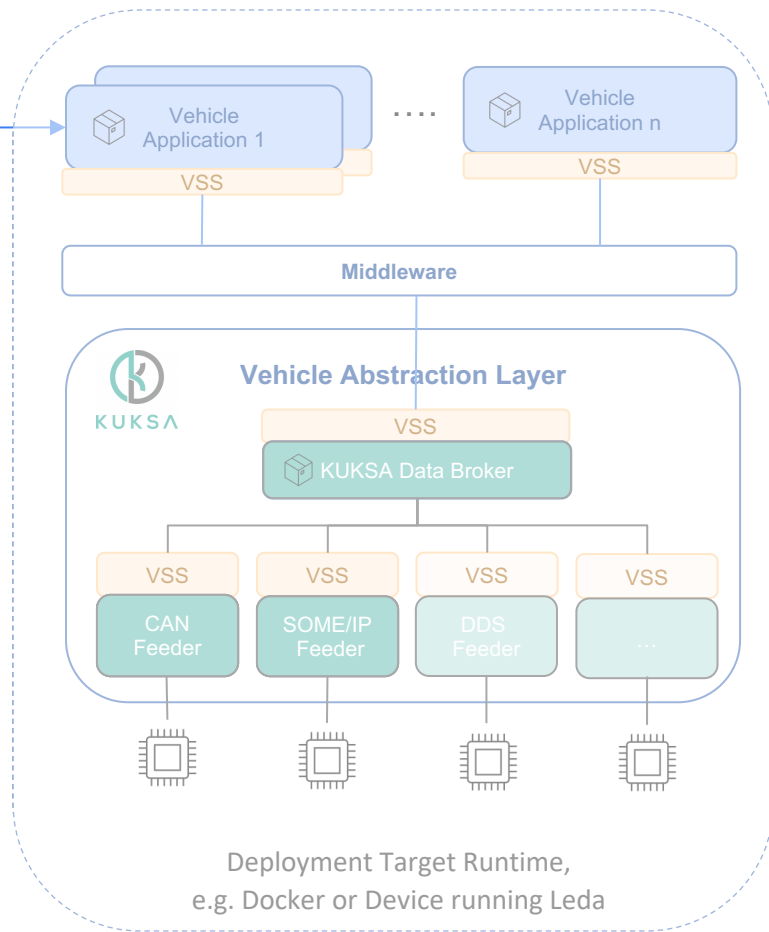 Vehicle
Application 1
....
Vehicle
Application n
VSS
VSS
Middleware
KUKSA
Vehicle Abstraction Layer
VSS
KUKSA Data Broker
VSS
VSS
VSS
VSS
CAN
Feeder
SOME/IP
Feeder
DDS
Feeder
...
Deployment Target Runtime,
e.g. Docker or Device running Leda